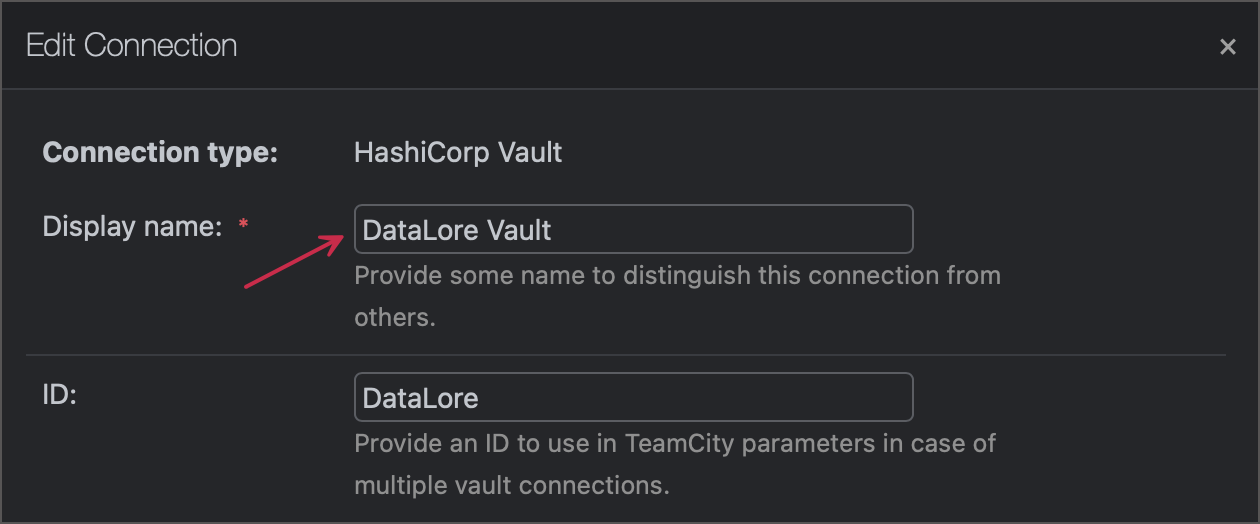 Edit Connection
×
Connection type: HashiCorp Vault
Display name: * DataLore Vault
Provide some name to distinguish this connection from
others.
ID: DataLore
Provide an ID to use in TeamCity parameters in case of
multiple vault connections.